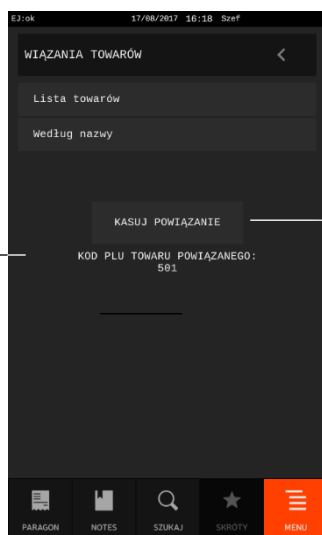 EJ:ok 17/08/2017 16:18 Szef
WIĄZANIA TOWARÓW
Lista towarów
Według nazwy
KASUJ POWIĄZANIE
KOD PLU TOWARU POWIĄZANEGO:
501
PARAGON NOTES SZUKAJ SKRÓTY MENU